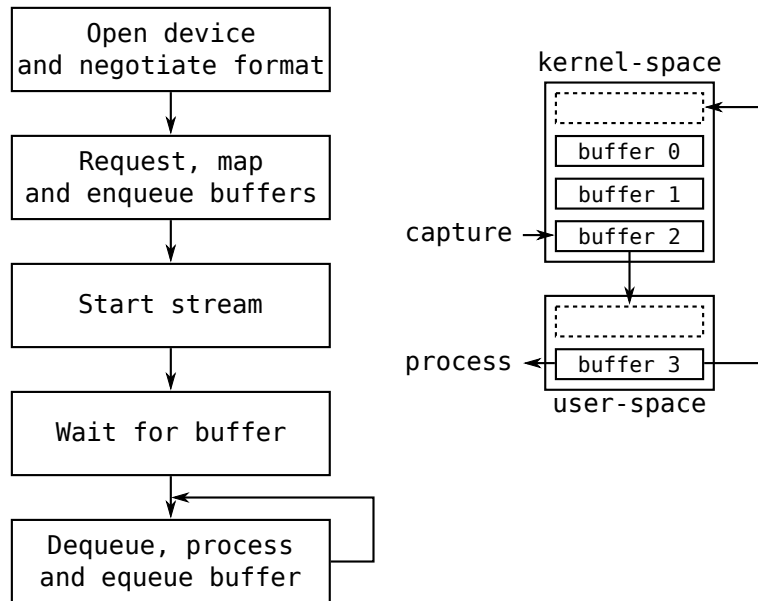 Open device
and negotiate format
Request, map
and enqueue buffers
Start stream
Wait for buffer
Dequeue, process
and equeue buffer
kernel-space
buffer 0
buffer 1
capture
buffer 2
process
buffer 3
user-space